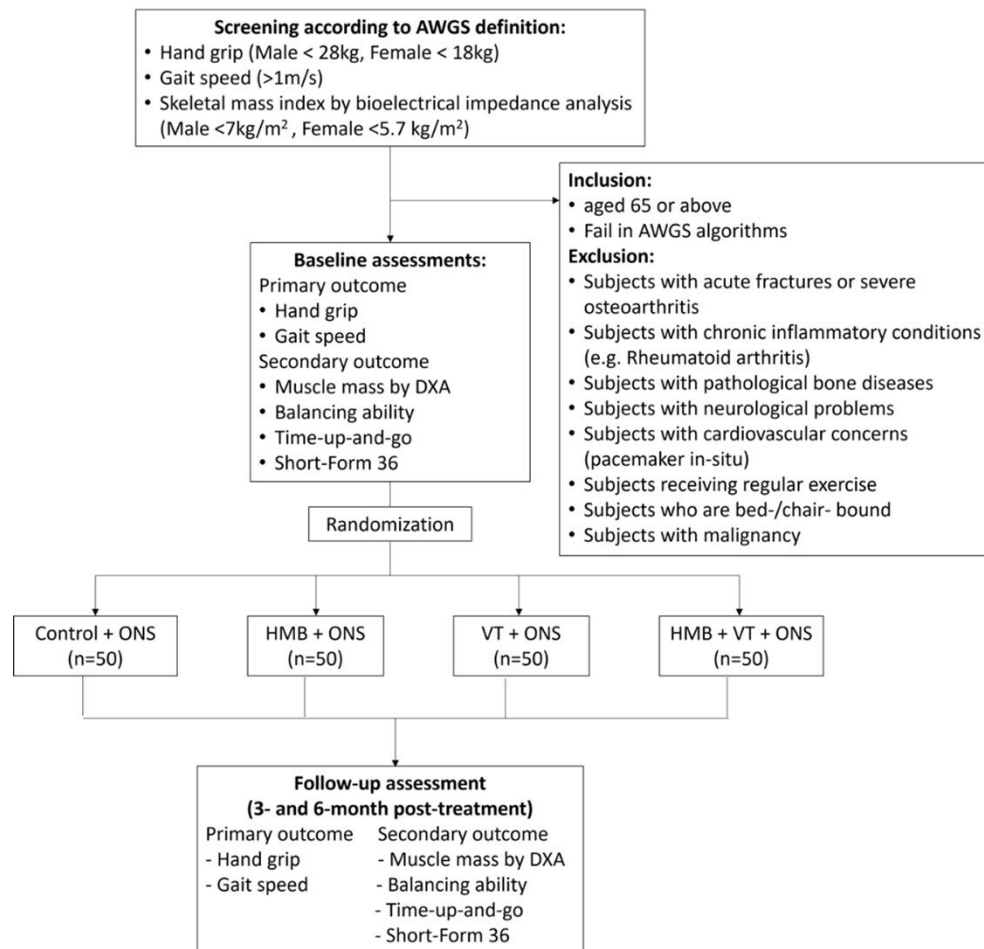 Screening according to AWGS definition:
• Hand grip (Male < 28kg, Female < 18kg)
• Gait speed (>1m/s)
• Skeletal mass index by bioelectrical impedance analysis
(Male <7kg/m², Female <5.7 kg/m²)
Inclusion:
• aged 65 or above
• Fail in AWGS algorithms
Exclusion:
• Subjects with acute fractures or severe
osteoarthritis
• Subjects with chronic inflammatory conditions
(e.g. Rheumatoid arthritis)
• Subjects with pathological bone diseases
• Subjects with neurological problems
• Subjects with cardiovascular concerns
(pacemaker in-situ)
• Subjects receiving regular exercise
• Subjects who are bed-/chair- bound
• Subjects with malignancy
Baseline assessments:
Primary outcome
• Hand grip
• Gait speed
Secondary outcome
• Muscle mass by DXA
• Balancing ability
• Time-up-and-go
• Short-Form 36
Randomization
Control + ONS
(n=50)
HMB + ONS
(n=50)
VT + ONS
(n=50)
HMB + VT + ONS
(n=50)
Follow-up assessment
(3- and 6-month post-treatment)
Primary outcome
- Hand grip
- Gait speed
Secondary outcome
- Muscle mass by DXA
- Balancing ability
- Time-up-and-go
- Short-Form 36